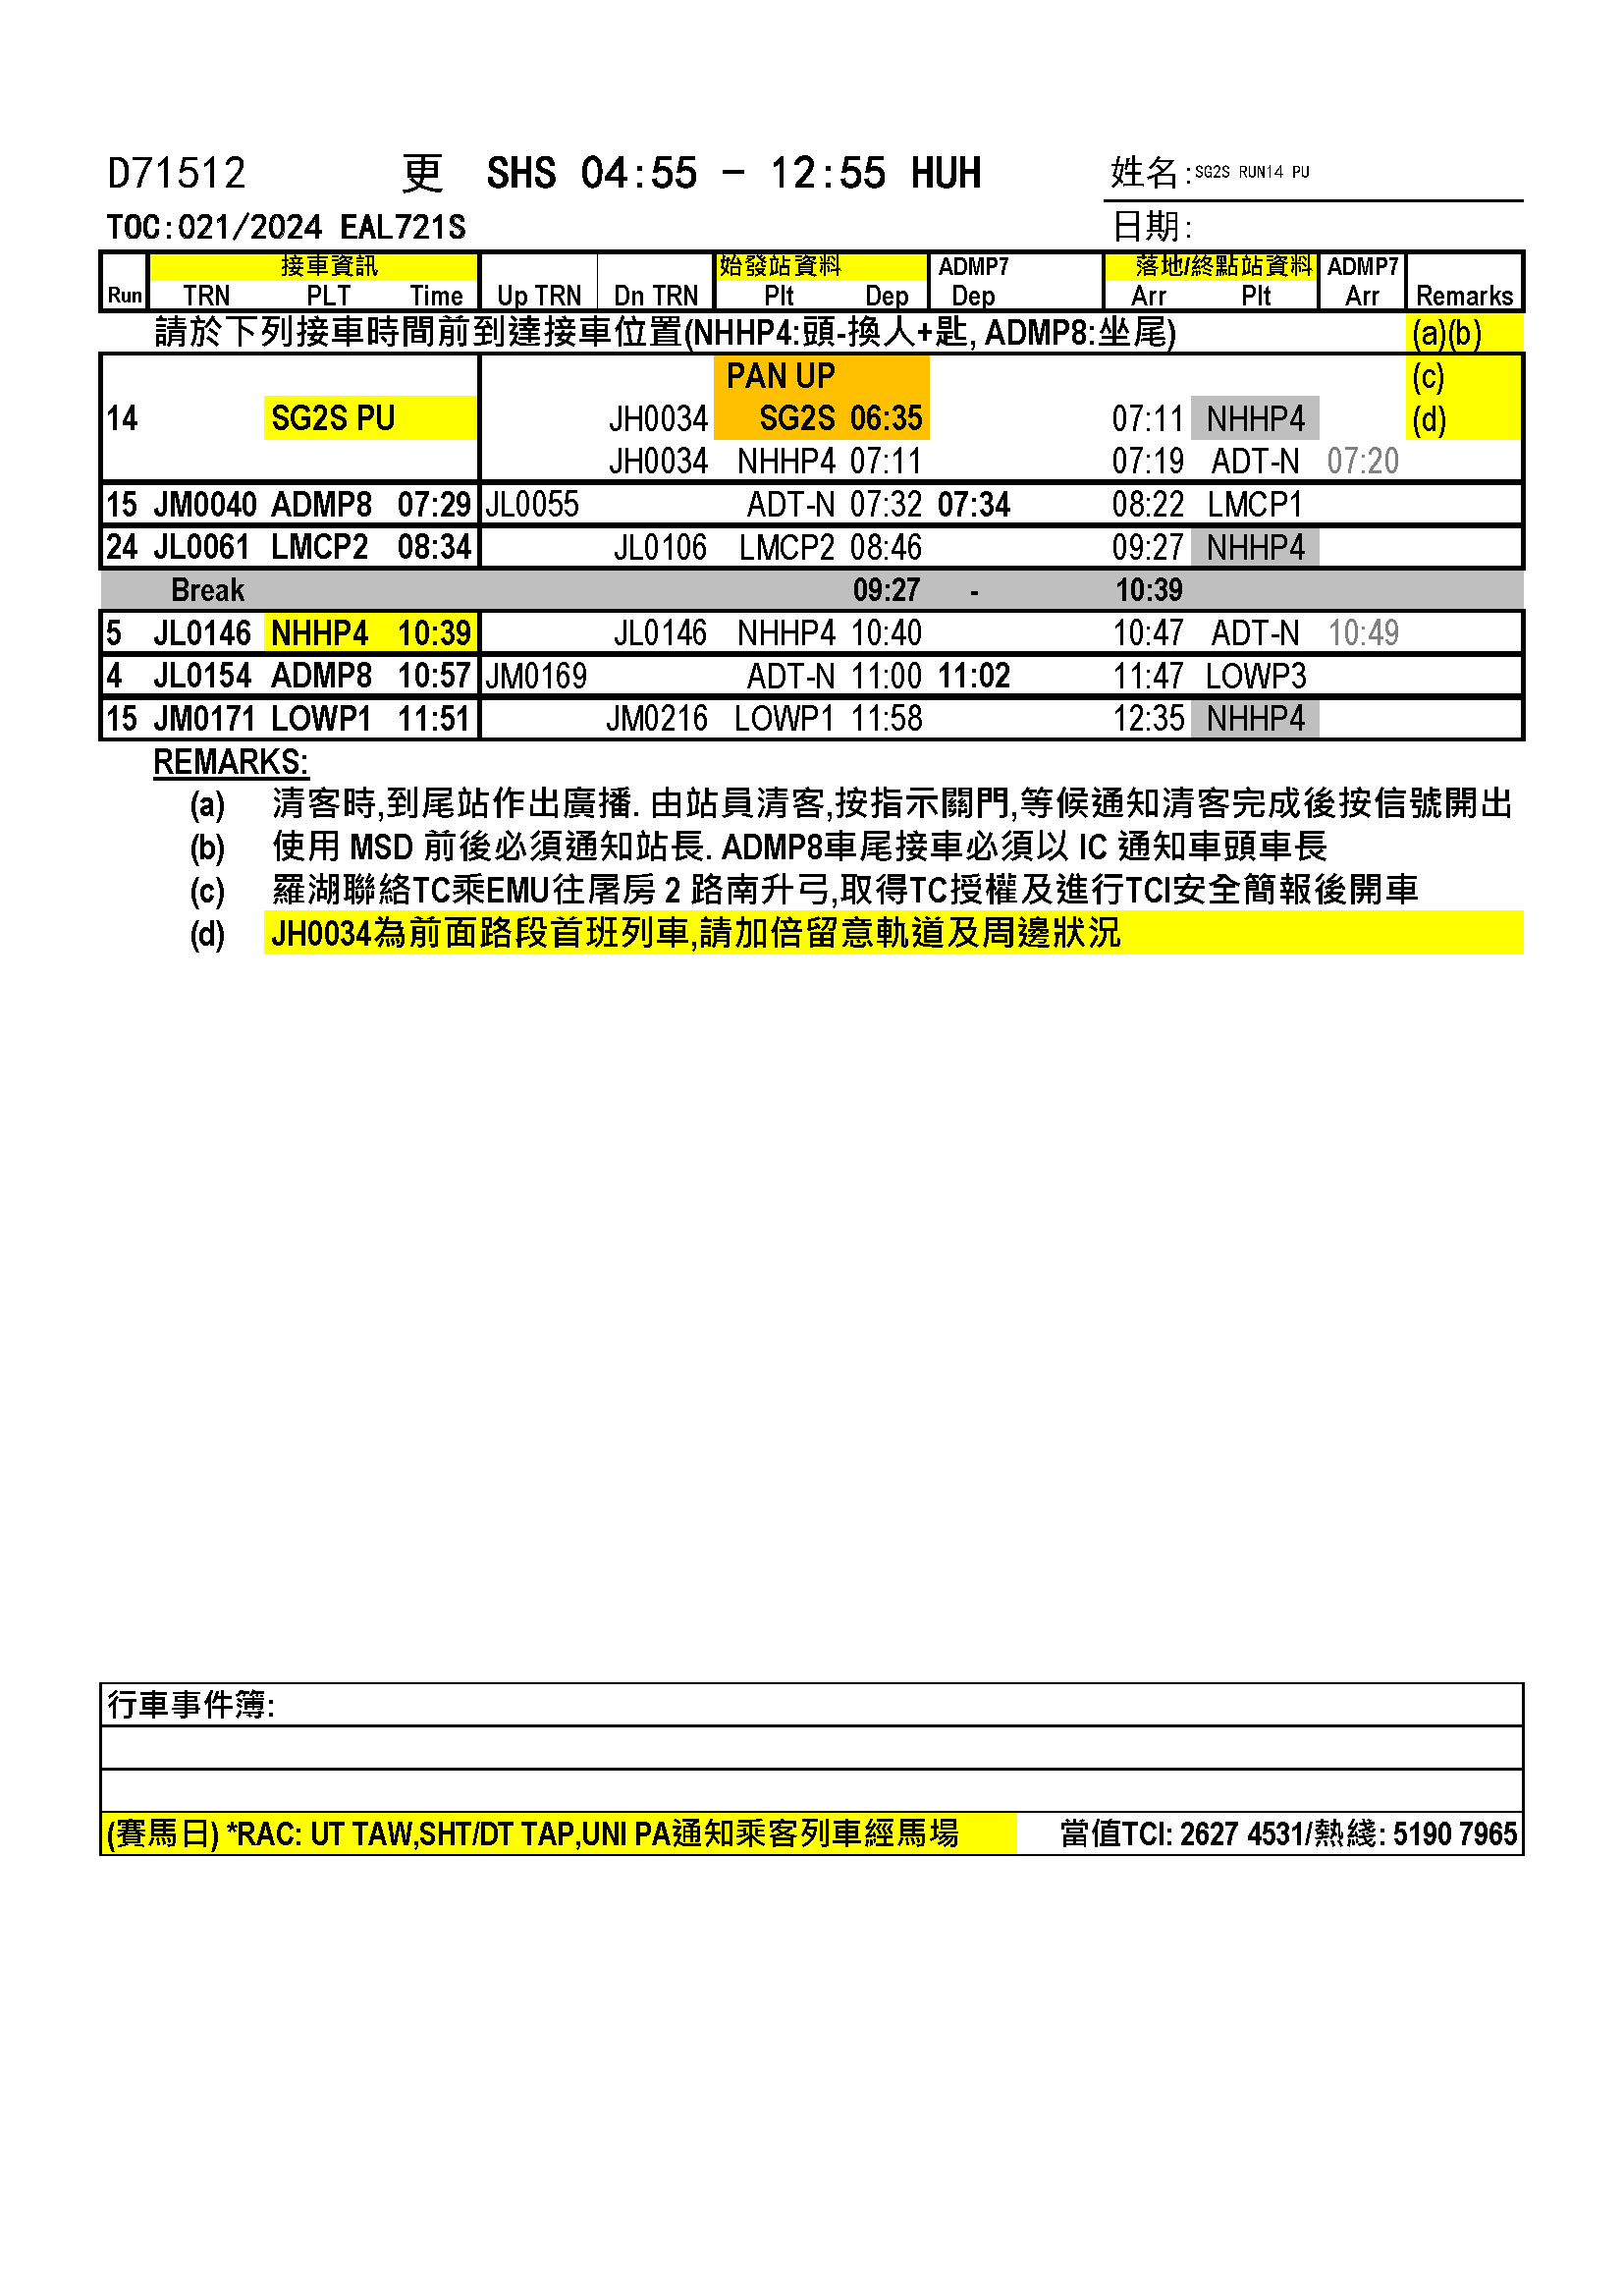 D71512 更 SHS 04:55 - 12:55 HUH 姓名:SG2S RUN14 PU
TOC:021/2024 EAL721S 日期:
接車資訊 始發站資料 ADMP7 落地/終點站資料 ADMP7
Run TRN PLT Time Up TRN Dn TRN Plt Dep Dep Arr Plt Arr Remarks
請於下列接車時間前到達接車位置(NHHP4:頭-換人+匙, ADMP8:坐尾) (a)(b)
PAN UP (c)
14 SG2S PU JH0034 SG2S 06:35 07:11 NHHP4 (d)
JH0034 NHHP4 07:11 07:19 ADT-N 07:20
15 JM0040 ADMP8 07:29 JL0055 ADT-N 07:32 07:34 08:22 LMCP1
24 JL0061 LMCP2 08:34 JL0106 LMCP2 08:46 09:27 NHHP4
Break 09:27 - 10:39
5 JL0146 NHHP4 10:39 JL0146 NHHP4 10:40 10:47 ADT-N 10:49
4 JL0154 ADMP8 10:57 JM0169 ADT-N 11:00 11:02 11:47 LOWP3
15 JM0171 LOWP1 11:51 JM0216 LOWP1 11:58 12:35 NHHP4
REMARKS:
(a) 清客時,到尾站作出廣播. 由站員清客,按指示關門,等候通知清客完成後按信號開出
(b) 使用 MSD 前後必須通知站長. ADMP8車尾接車必須以 IC 通知車頭車長
(c) 羅湖聯絡TC乘EMU往屠房 2 路南升弓,取得TC授權及進行TCI安全簡報後開車
(d) JH0034為前面路段首班列車,請加倍留意軌道及周邊狀況
行車事件簿:
(賽馬日) *RAC: UT TAW,SHT/DT TAP,UNI PA通知乘客列車經馬場 當值TCI: 2627 4531/熱綫: 5190 7965